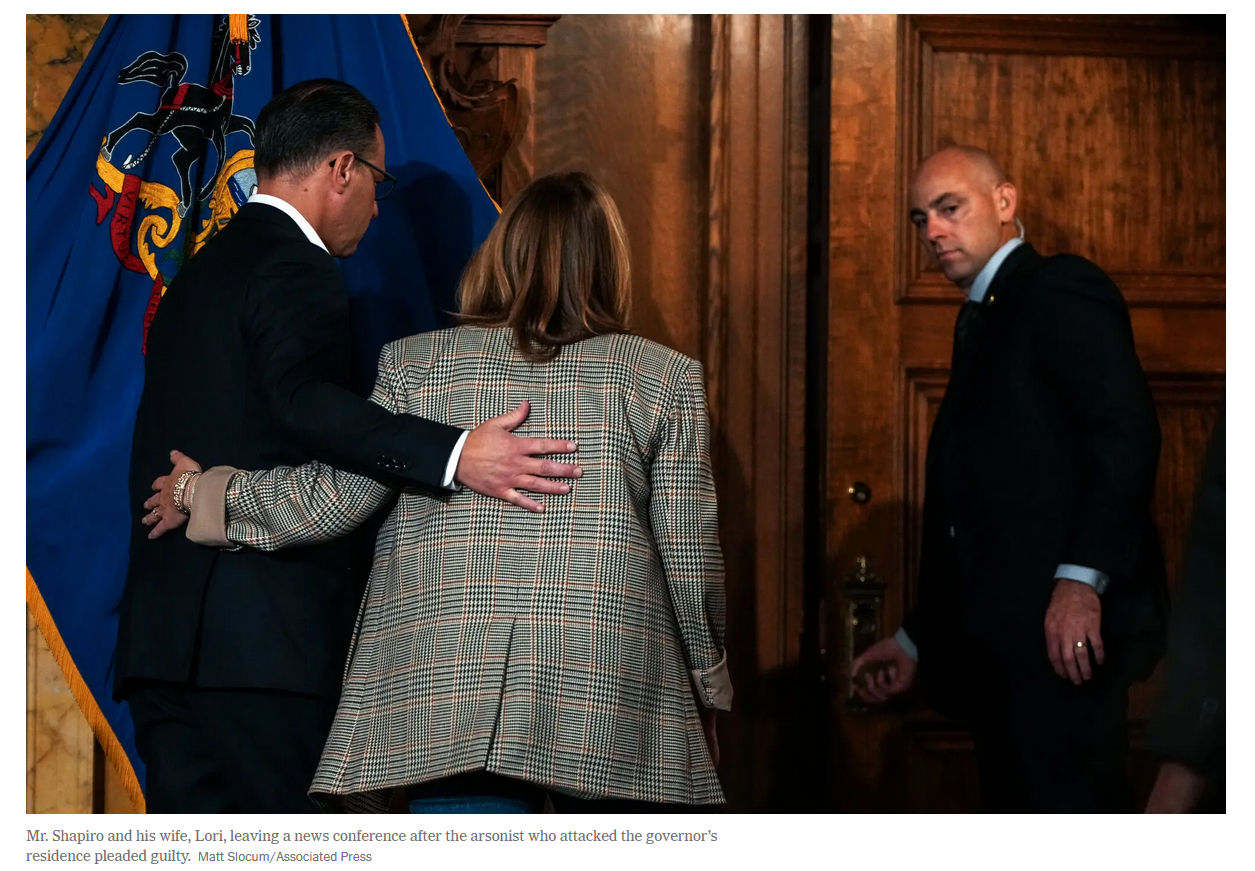 VIRT
Mr. Shapiro and his wife, Lori, leaving a news conference after the arsonist who attacked the governor’s
residence pleaded guilty. Matt Slocum/Associated Press